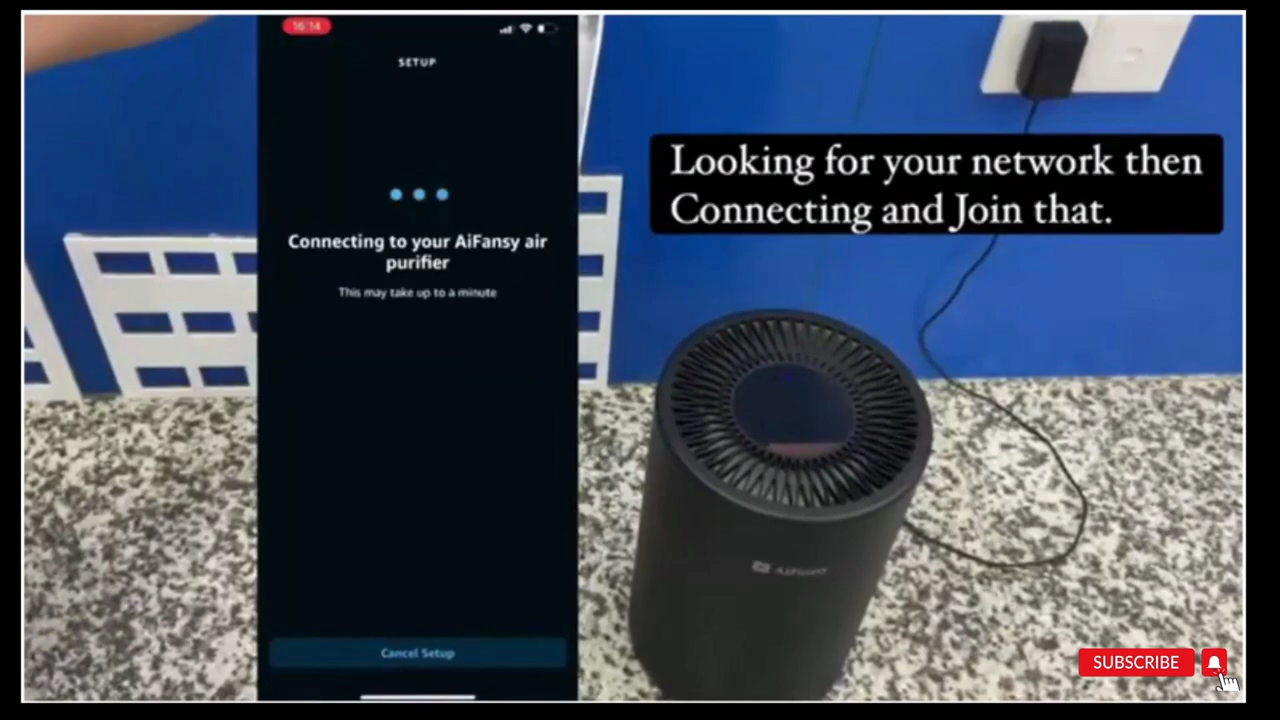 16:14
SETUP
Connecting to your AiFansy air
purifier
This may take up to a minute
Cancel Setup
Looking for your network then
Connecting and Join that.
AiFansy
SUBSCRIBE